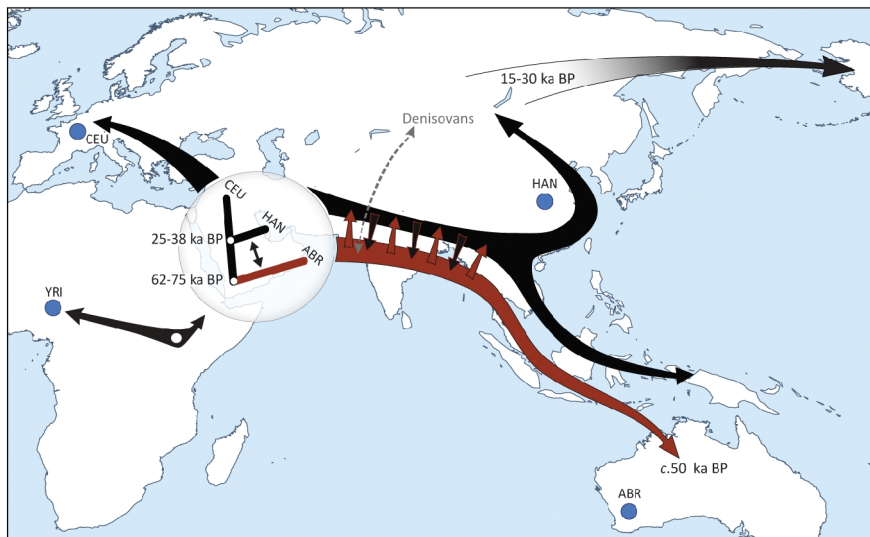 15-30 ka BP
Denisovans
CEU
HAN
CEU
HAN
25-38 ka BP
ABR
62-75 ka BP
YRI
c.50 ka BP
ABR